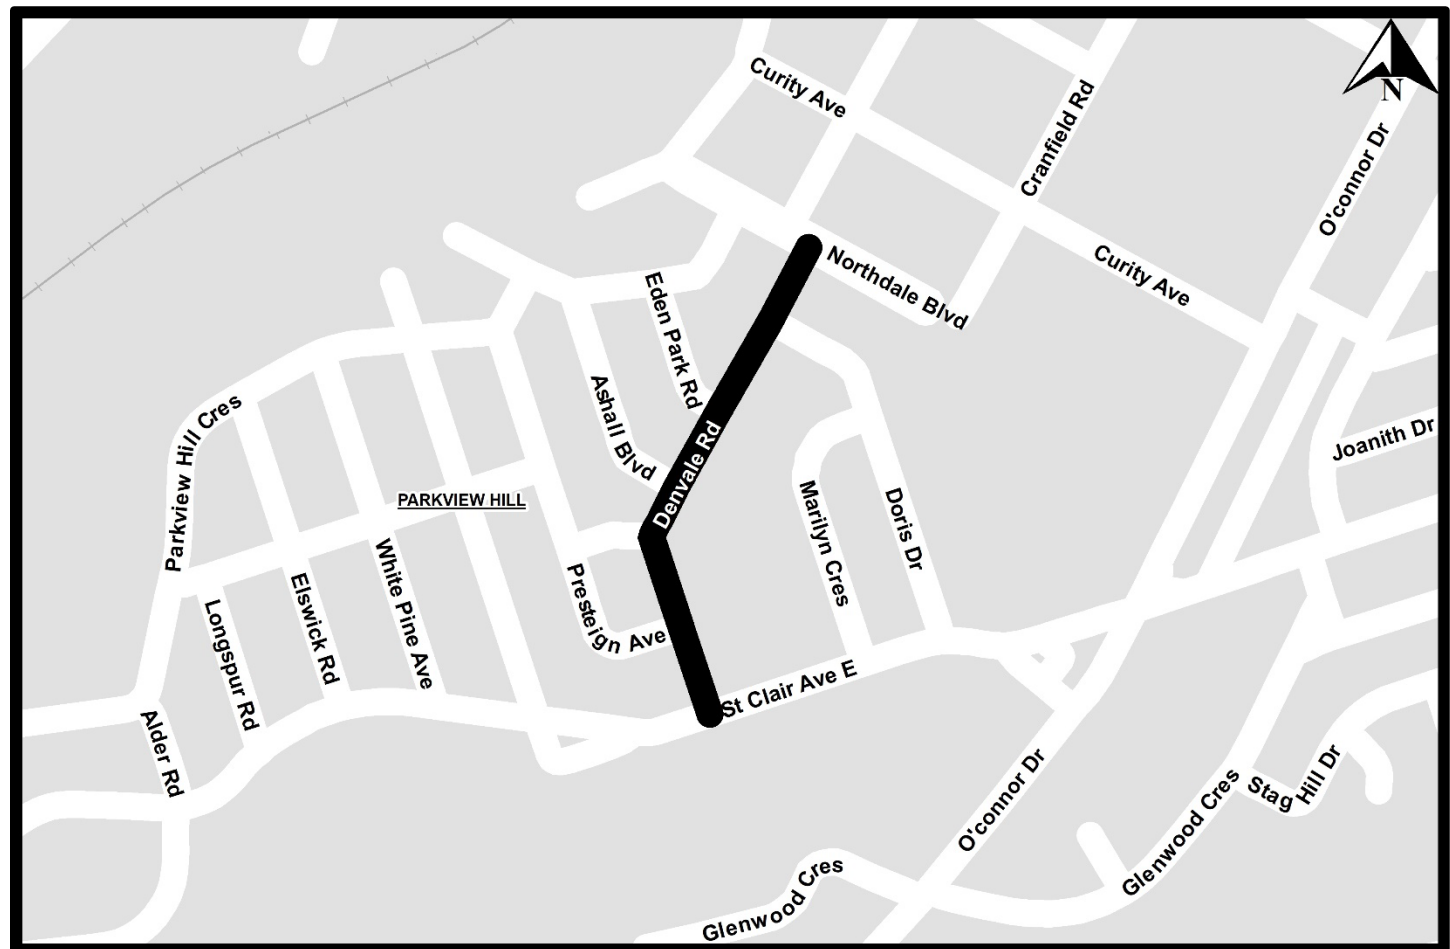 Curity Ave
N
Cranfield Rd
O'connor Dr
Northdale Blvd
Curity Ave
Eden Park Rd
Ashall Blvd
Parkview Hill Cres
Denvale Rd
Joanith Dr
PARKVIEW HILL
Marilyn Cres
Doris Dr
White Pine Ave
Elswick Rd
Longspur Rd
Presteign Ave
St Clair Ave E
Alder Rd
O'connor Dr
Stag Hill Dr
Glenwood Cres
Glenwood Cres